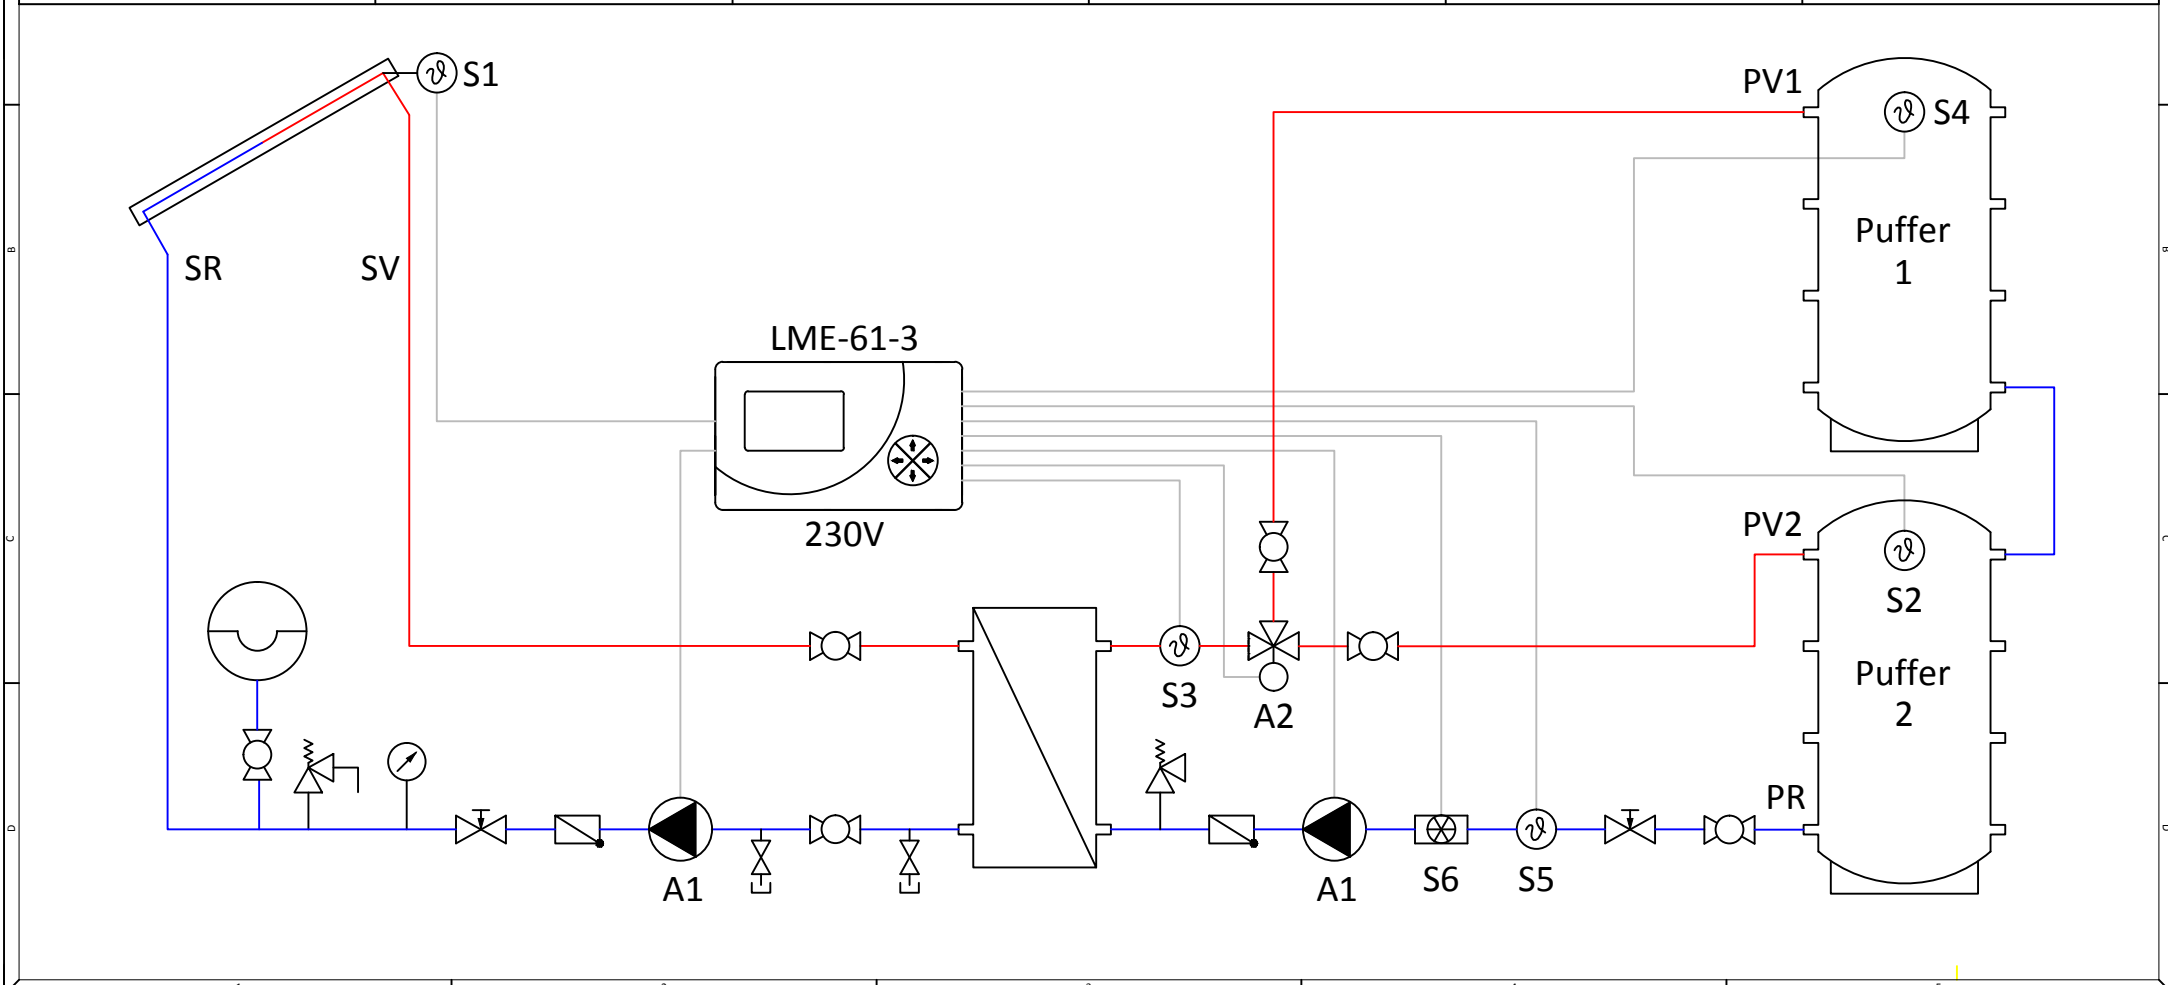 S1
PV1
S4
Puffer
1
SR
SV
LME-61-3
230V
PV2
S2
Puffer
2
S3
A2
PR
A1
A1
S6
S5
B
C
D